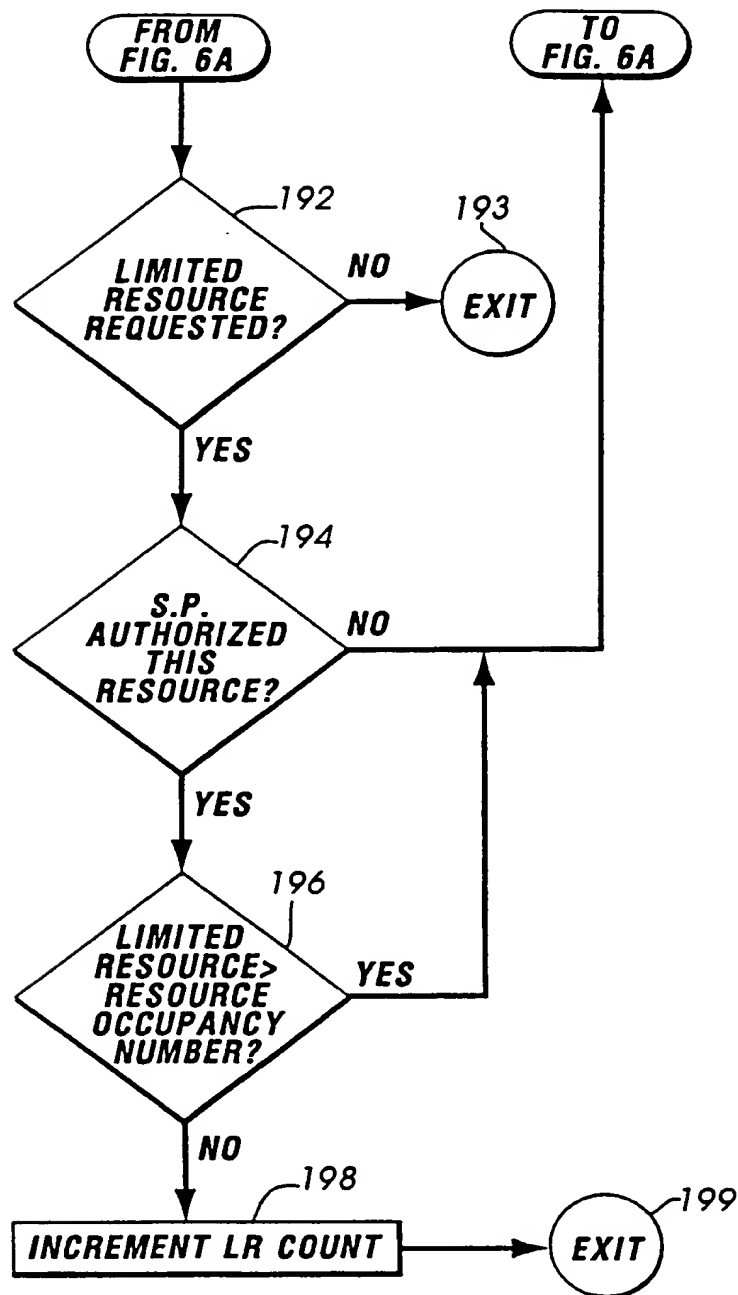 FROM
FIG. 6A
TO
FIG. 6A
192
LIMITED
RESOURCE
REQUESTED?
NO
193
EXIT
YES
194
S.P.
AUTHORIZED
THIS
RESOURCE?
NO
YES
196
LIMITED
RESOURCE>
RESOURCE
OCCUPANCY
NUMBER?
YES
NO
198
INCREMENT LR COUNT
199
EXIT